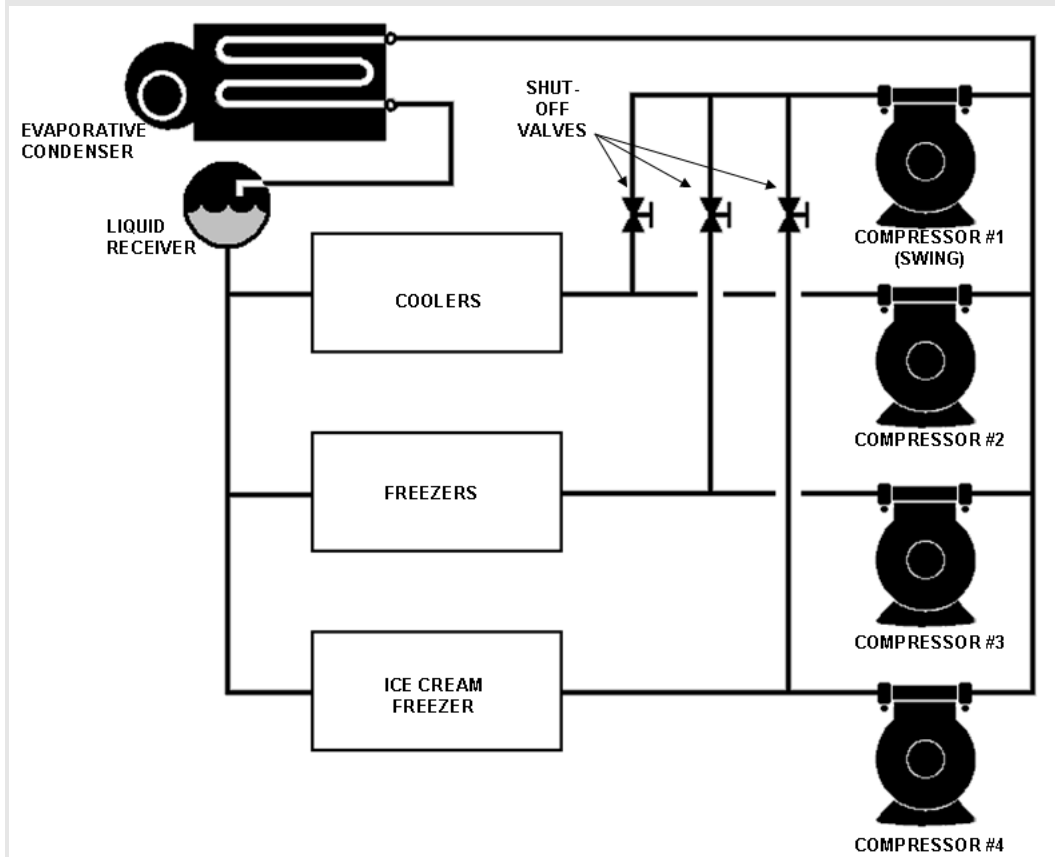 EVAPORATIVE
CONDENSER
SHUT-
OFF
VALVES
LIQUID
RECEIVER
COMPRESSOR #1
(SWING)
COOLERS
COMPRESSOR #2
FREEZERS
COMPRESSOR #3
ICE CREAM
FREEZER
COMPRESSOR #4